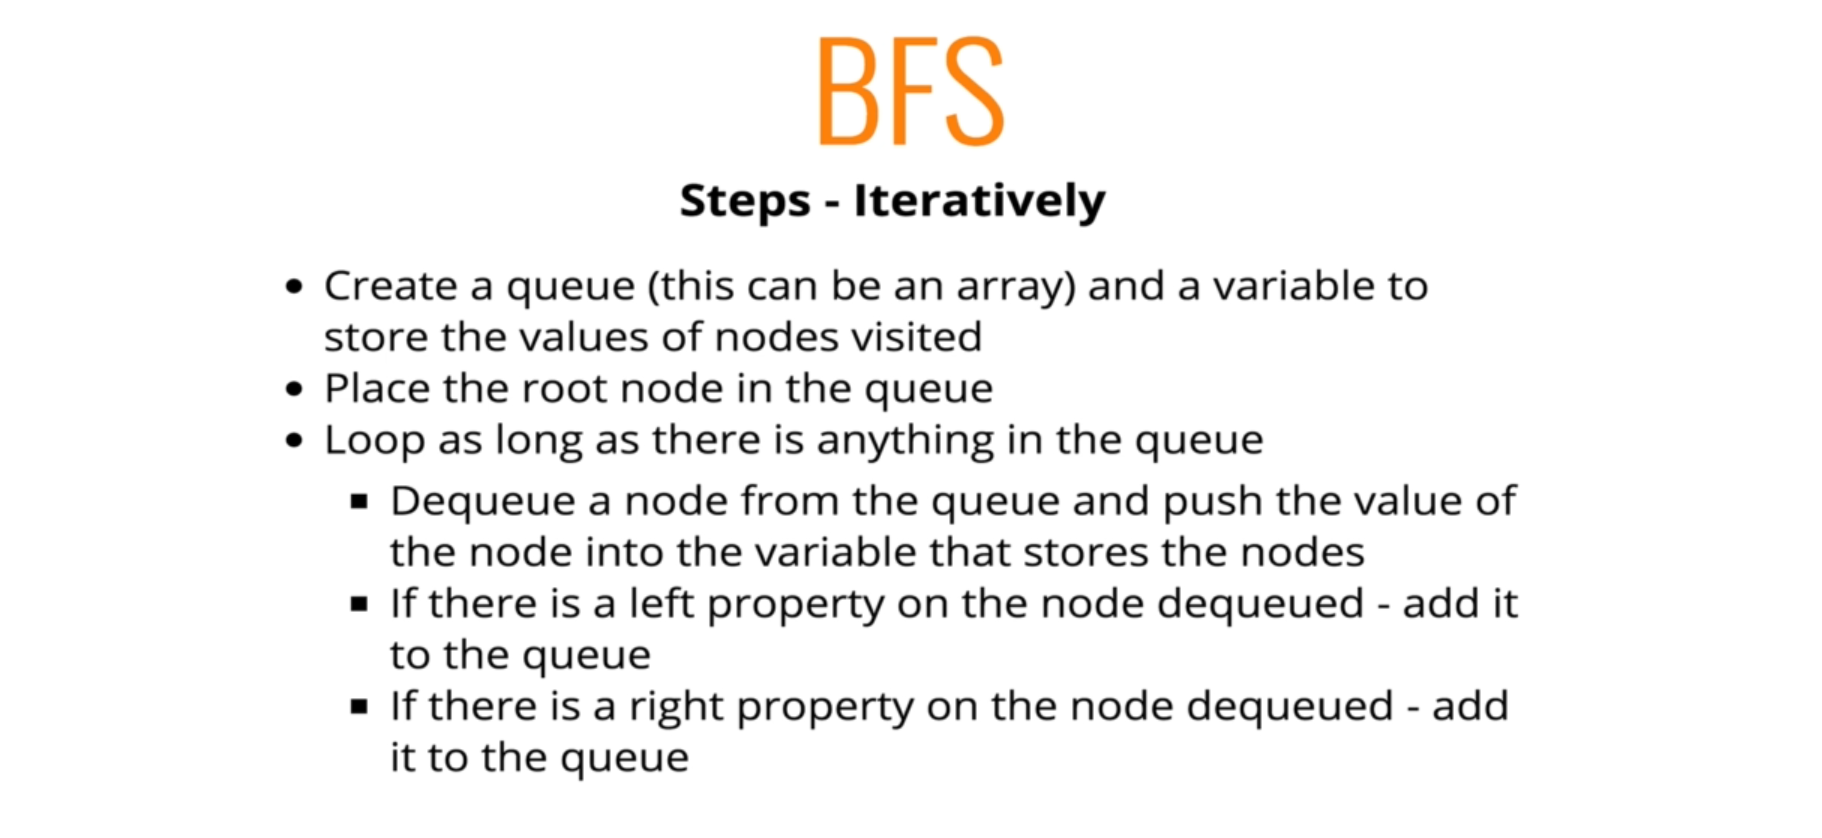 BFS
Steps - Iteratively
• Create a queue (this can be an array) and a variable to
store the values of nodes visited
• Place the root node in the queue
• Loop as long as there is anything in the queue
▪ Dequeue a node from the queue and push the value of
the node into the variable that stores the nodes
▪ If there is a left property on the node dequeued - add it
to the queue
▪ If there is a right property on the node dequeued - add
it to the queue